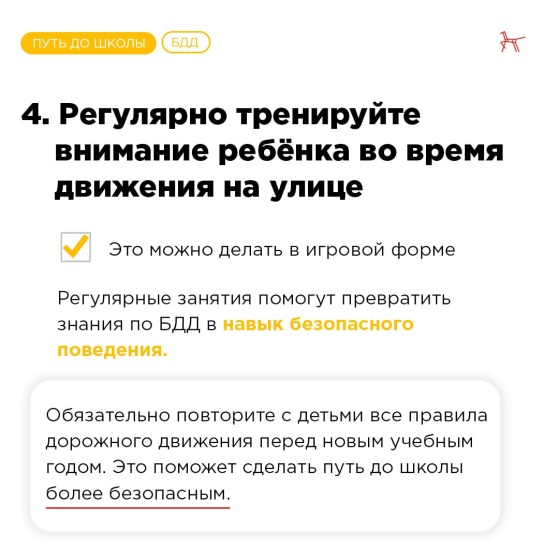 ПУТЬ ДО ШКОЛЫ
БДД
4. Регулярно тренируйте
внимание ребёнка во время
движения на улице
Это можно делать в игровой форме
Регулярные занятия помогут превратить
знания по БДД в навык безопасного
поведения.
Обязательно повторите с детьми все правила
дорожного движения перед новым учебным
годом. Это поможет сделать путь до школы
более безопасным.